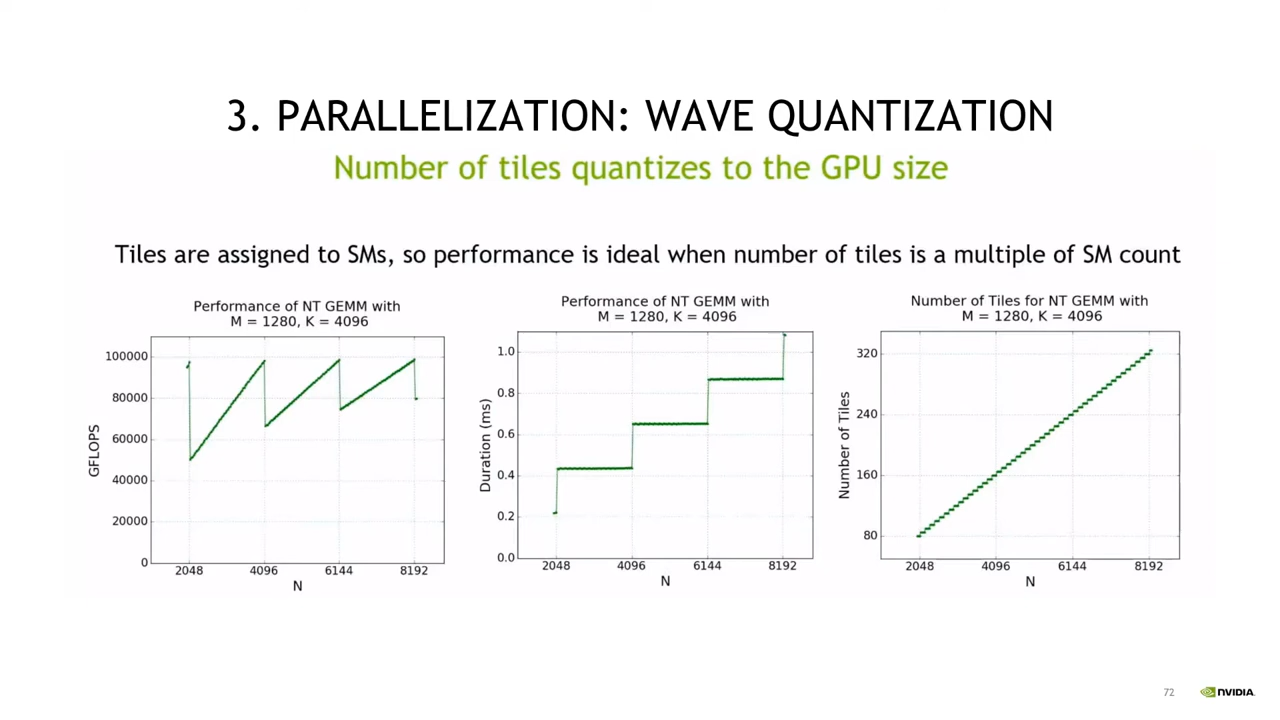 3. PARALLELIZATION: WAVE QUANTIZATION
Number of tiles quantizes to the GPU size
Tiles are assigned to SMs, so performance is ideal when number of tiles is a multiple of SM count
Performance of NT GEMM with
M = 1280, K = 4096
GFLOPS
100000
80000
60000
40000
20000
0
2048 4096 6144 8192
N
Performance of NT GEMM with
M = 1280, K = 4096
Duration (ms)
1.0
0.8
0.6
0.4
0.2
0.0
2048 4096 6144 8192
N
Number of Tiles for NT GEMM with
M = 1280, K = 4096
Number of Tiles
320
240
160
80
2048 4096 6144 8192
N
72
NVIDIA.